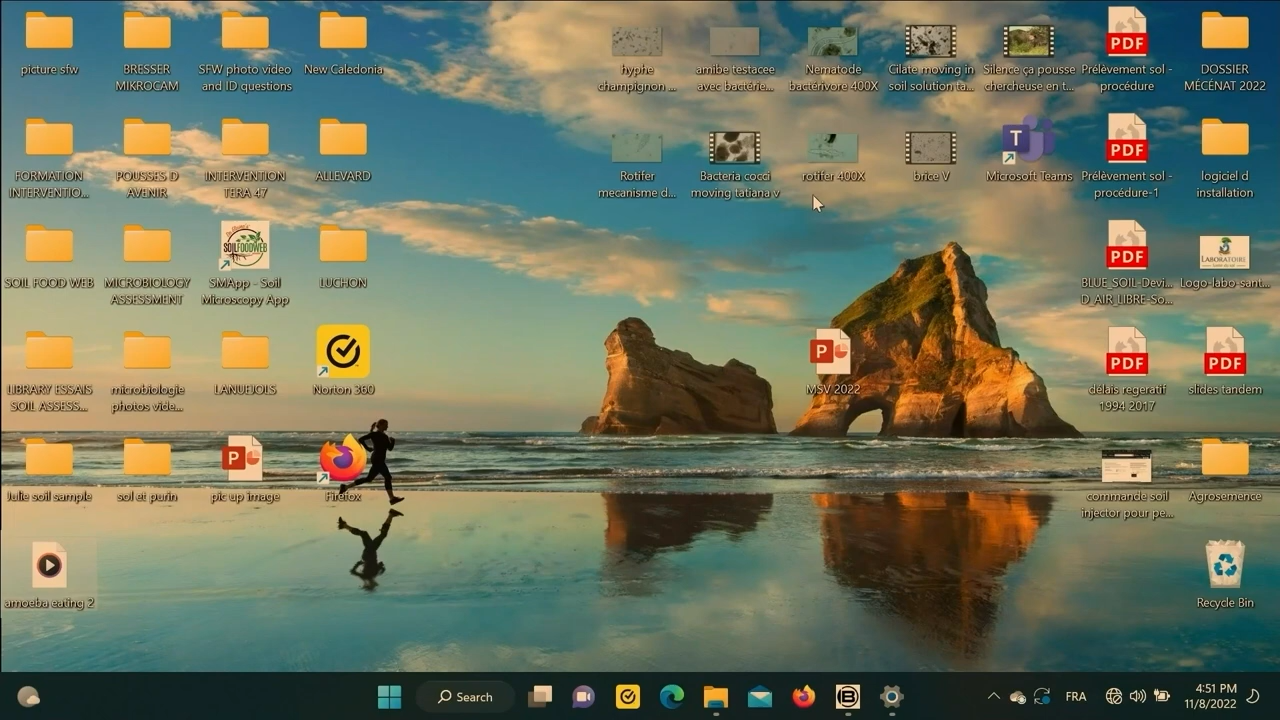 picture sfw
BRESSER
MIKROCAM
SFW photo video
and ID questions
New Caledonia
hyphe
champignon ...
amibe testacee
avec bactérie...
Nematode
bactérivore 400X
Cilate moving in
soil solution ta...
Silence ça pousse
chercheuse en t...
PDF
Prélèvement sol -
procédure
DOSSIER
MÉCÉNAT 2022
FORMATION
INTERVENTIO...
POUSSES D
AVENIR
INTERVENTION
TERA 47
ALLEVARD
Rotifer
mecanisme d...
Bacteria cocci
moving tatiana v
rotifer 400X
brice V
T
Microsoft Teams
PDF
Prélèvement sol -
procédure-1
logiciel d
installation
SOIL FOOD WEB
MICROBIOLOGY
ASSESSMENT
SOILFOODWEB
SMApp - Soil
Microscopy App
LUCHON
PDF
BLUE_SOIL-Devi...
D_AIR_LIBRE-So...
LABORATOIRE
Logo-labo-sant...
LIBRARY ESSAIS
SOIL ASSESS...
microbiologie
photos vide...
LANUEJOLS
Norton 360
P
MSV 2022
PDF
délais regeratif
1994 2017
PDF
slides tandem
Julie soil sample
sol et purin
P
pic up image
Firefox
commande soil
injector pour pe...
Agrosemence
amoeba eating 2
Recycle Bin
Search
B
FRA
4:51 PM
11/8/2022